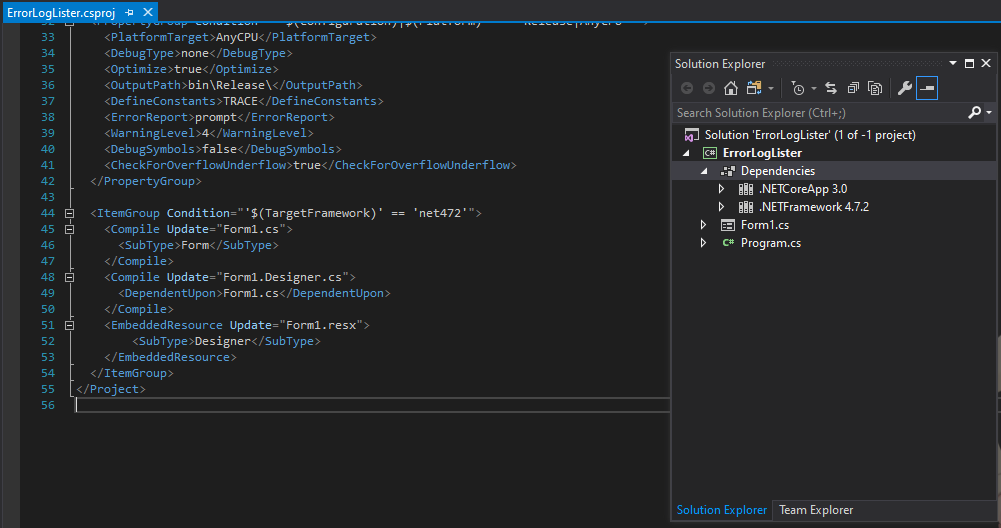 ErrorLogLister.csproj
33 <PlatformTarget>AnyCPU</PlatformTarget>
34 <DebugType>none</DebugType>
35 <Optimize>true</Optimize>
36 <OutputPath>bin\Release\</OutputPath>
37 <DefineConstants>TRACE</DefineConstants>
38 <ErrorReport>prompt</ErrorReport>
39 <WarningLevel>4</WarningLevel>
40 <DebugSymbols>false</DebugSymbols>
41 <CheckForOverflowUnderflow>true</CheckForOverflowUnderflow>
42 </PropertyGroup>
43
44 <ItemGroup Condition="'$(TargetFramework)' == 'net472'">
45 <Compile Update="Form1.cs">
46 <SubType>Form</SubType>
47 </Compile>
48 <Compile Update="Form1.Designer.cs">
49 <DependentUpon>Form1.cs</DependentUpon>
50 </Compile>
51 <EmbeddedResource Update="Form1.resx">
52 <SubType>Designer</SubType>
53 </EmbeddedResource>
54 </ItemGroup>
55 </Project>
56
Solution Explorer
Search Solution Explorer (Ctrl+;)
Solution 'ErrorLogLister' (1 of -1 project)
C# ErrorLogLister
Dependencies
.NETCoreApp 3.0
.NETFramework 4.7.2
Form1.cs
C# Program.cs
Solution Explorer Team Explorer